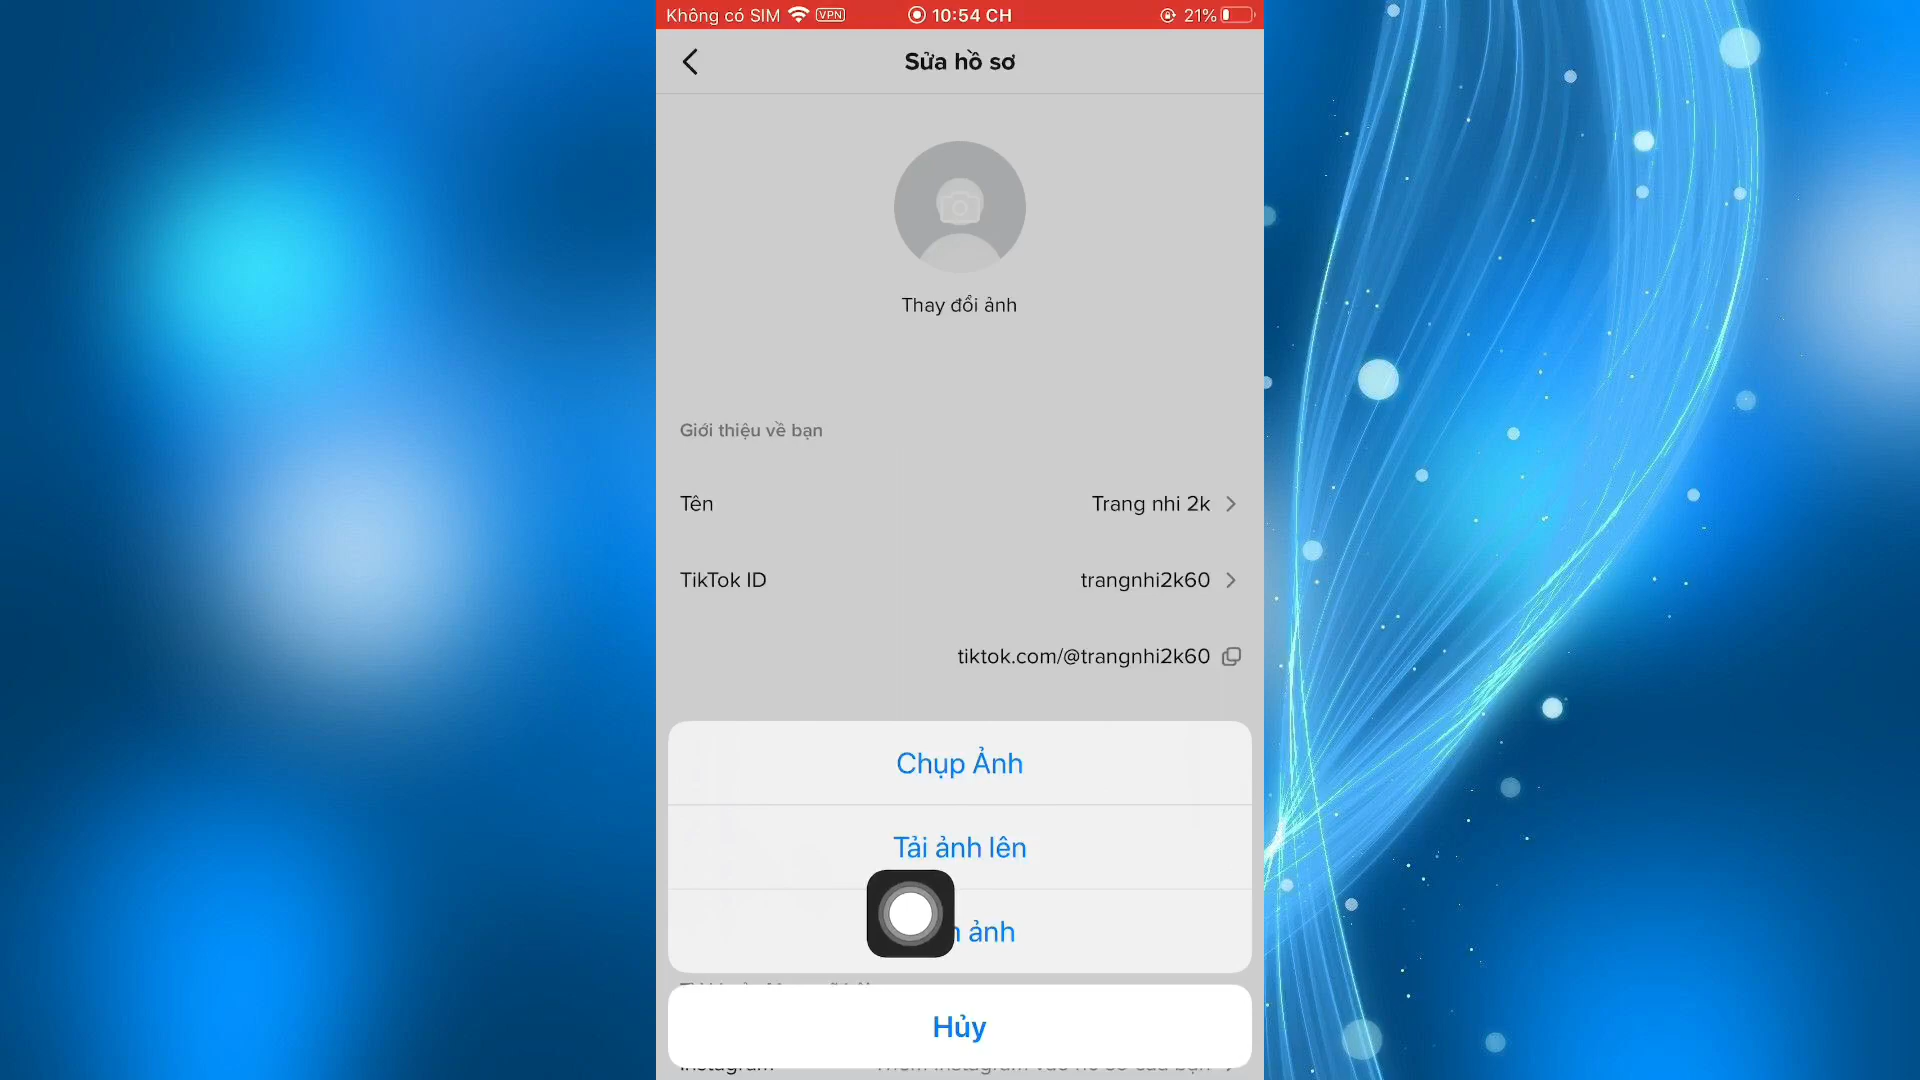 Không có SIM VPN 10:54 CH 21%
Sửa hồ sơ
Thay đổi ảnh
Giới thiệu về bạn
Tên Trang nhi 2k
TikTok ID trangnhi2k60
tiktok.com/@trangnhi2k60
Chụp Ảnh
Tải ảnh lên
ảnh
Hủy